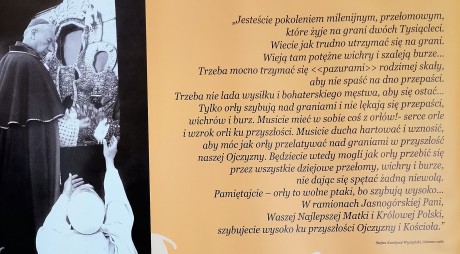 „Jesteście pokoleniem milenijnym, przełomowym,
które żyje na grani dwóch Tysiącleci.
Wiecie jak trudno utrzymać się na grani.
Wieją tam potężne wichry i szaleją burze...
Trzeba mocno trzymać się <<pazurami>> rodzimej skały,
aby nie spaść na dno przepaści.
Trzeba nie lada wysiłku i bohaterskiego męstwa, aby się ostać...
Tylko orły szybują nad graniami i nie lękają się przepaści,
wichrów i burz. Musicie mieć w sobie coś z orłów!- serce orle
i wzrok orli ku przyszłości. Musicie ducha hartować i wznosić,
aby móc jak orły przelatywać nad graniami w przyszłość
naszej Ojczyzny. Będziecie wtedy mogli jak orły przebić się
przez wszystkie dziejowe przełomy, wichry i burze,
nie dając się spętać żadną niewolą.
Pamiętajcie – orły to wolne ptaki, bo szybują wysoko...
W ramionach Jasnogórskiej Pani,
Waszej Najlepszej Matki i Królowej Polski,
szybujecie wysoko ku przyszłości Ojczyzny i Kościoła.”
Stefan Kardynał Wyszyński,